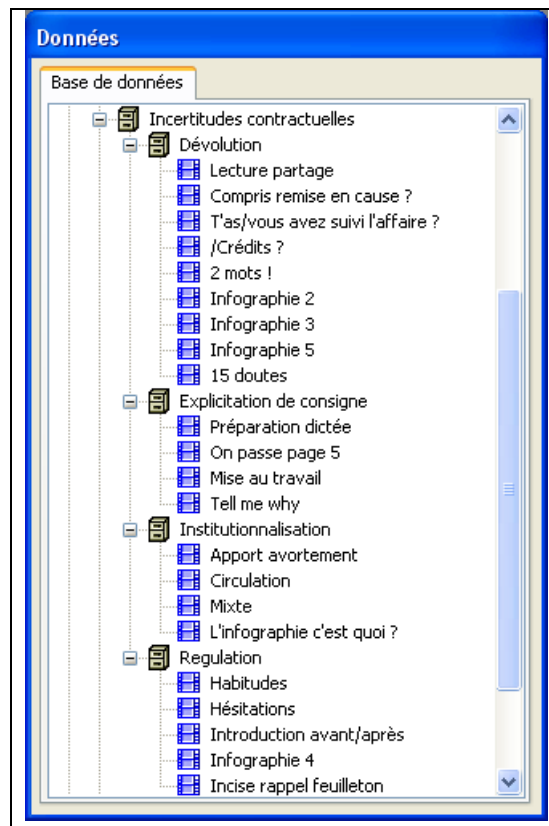 Données
Base de données
Incertitudes contractuelles
Dévolution
Lecture partage
Compris remise en cause ?
T'as/vous avez suivi l'affaire ?
/Crédits ?
2 mots !
Infographie 2
Infographie 3
Infographie 5
15 doutes
Explicitation de consigne
Préparation dictée
On passe page 5
Mise au travail
Tell me why
Institutionnalisation
Apport avortement
Circulation
Mixte
L'infographie c'est quoi ?
Regulation
Habitudes
Hésitations
Introduction avant/après
Infographie 4
Incise rappel feuilleton